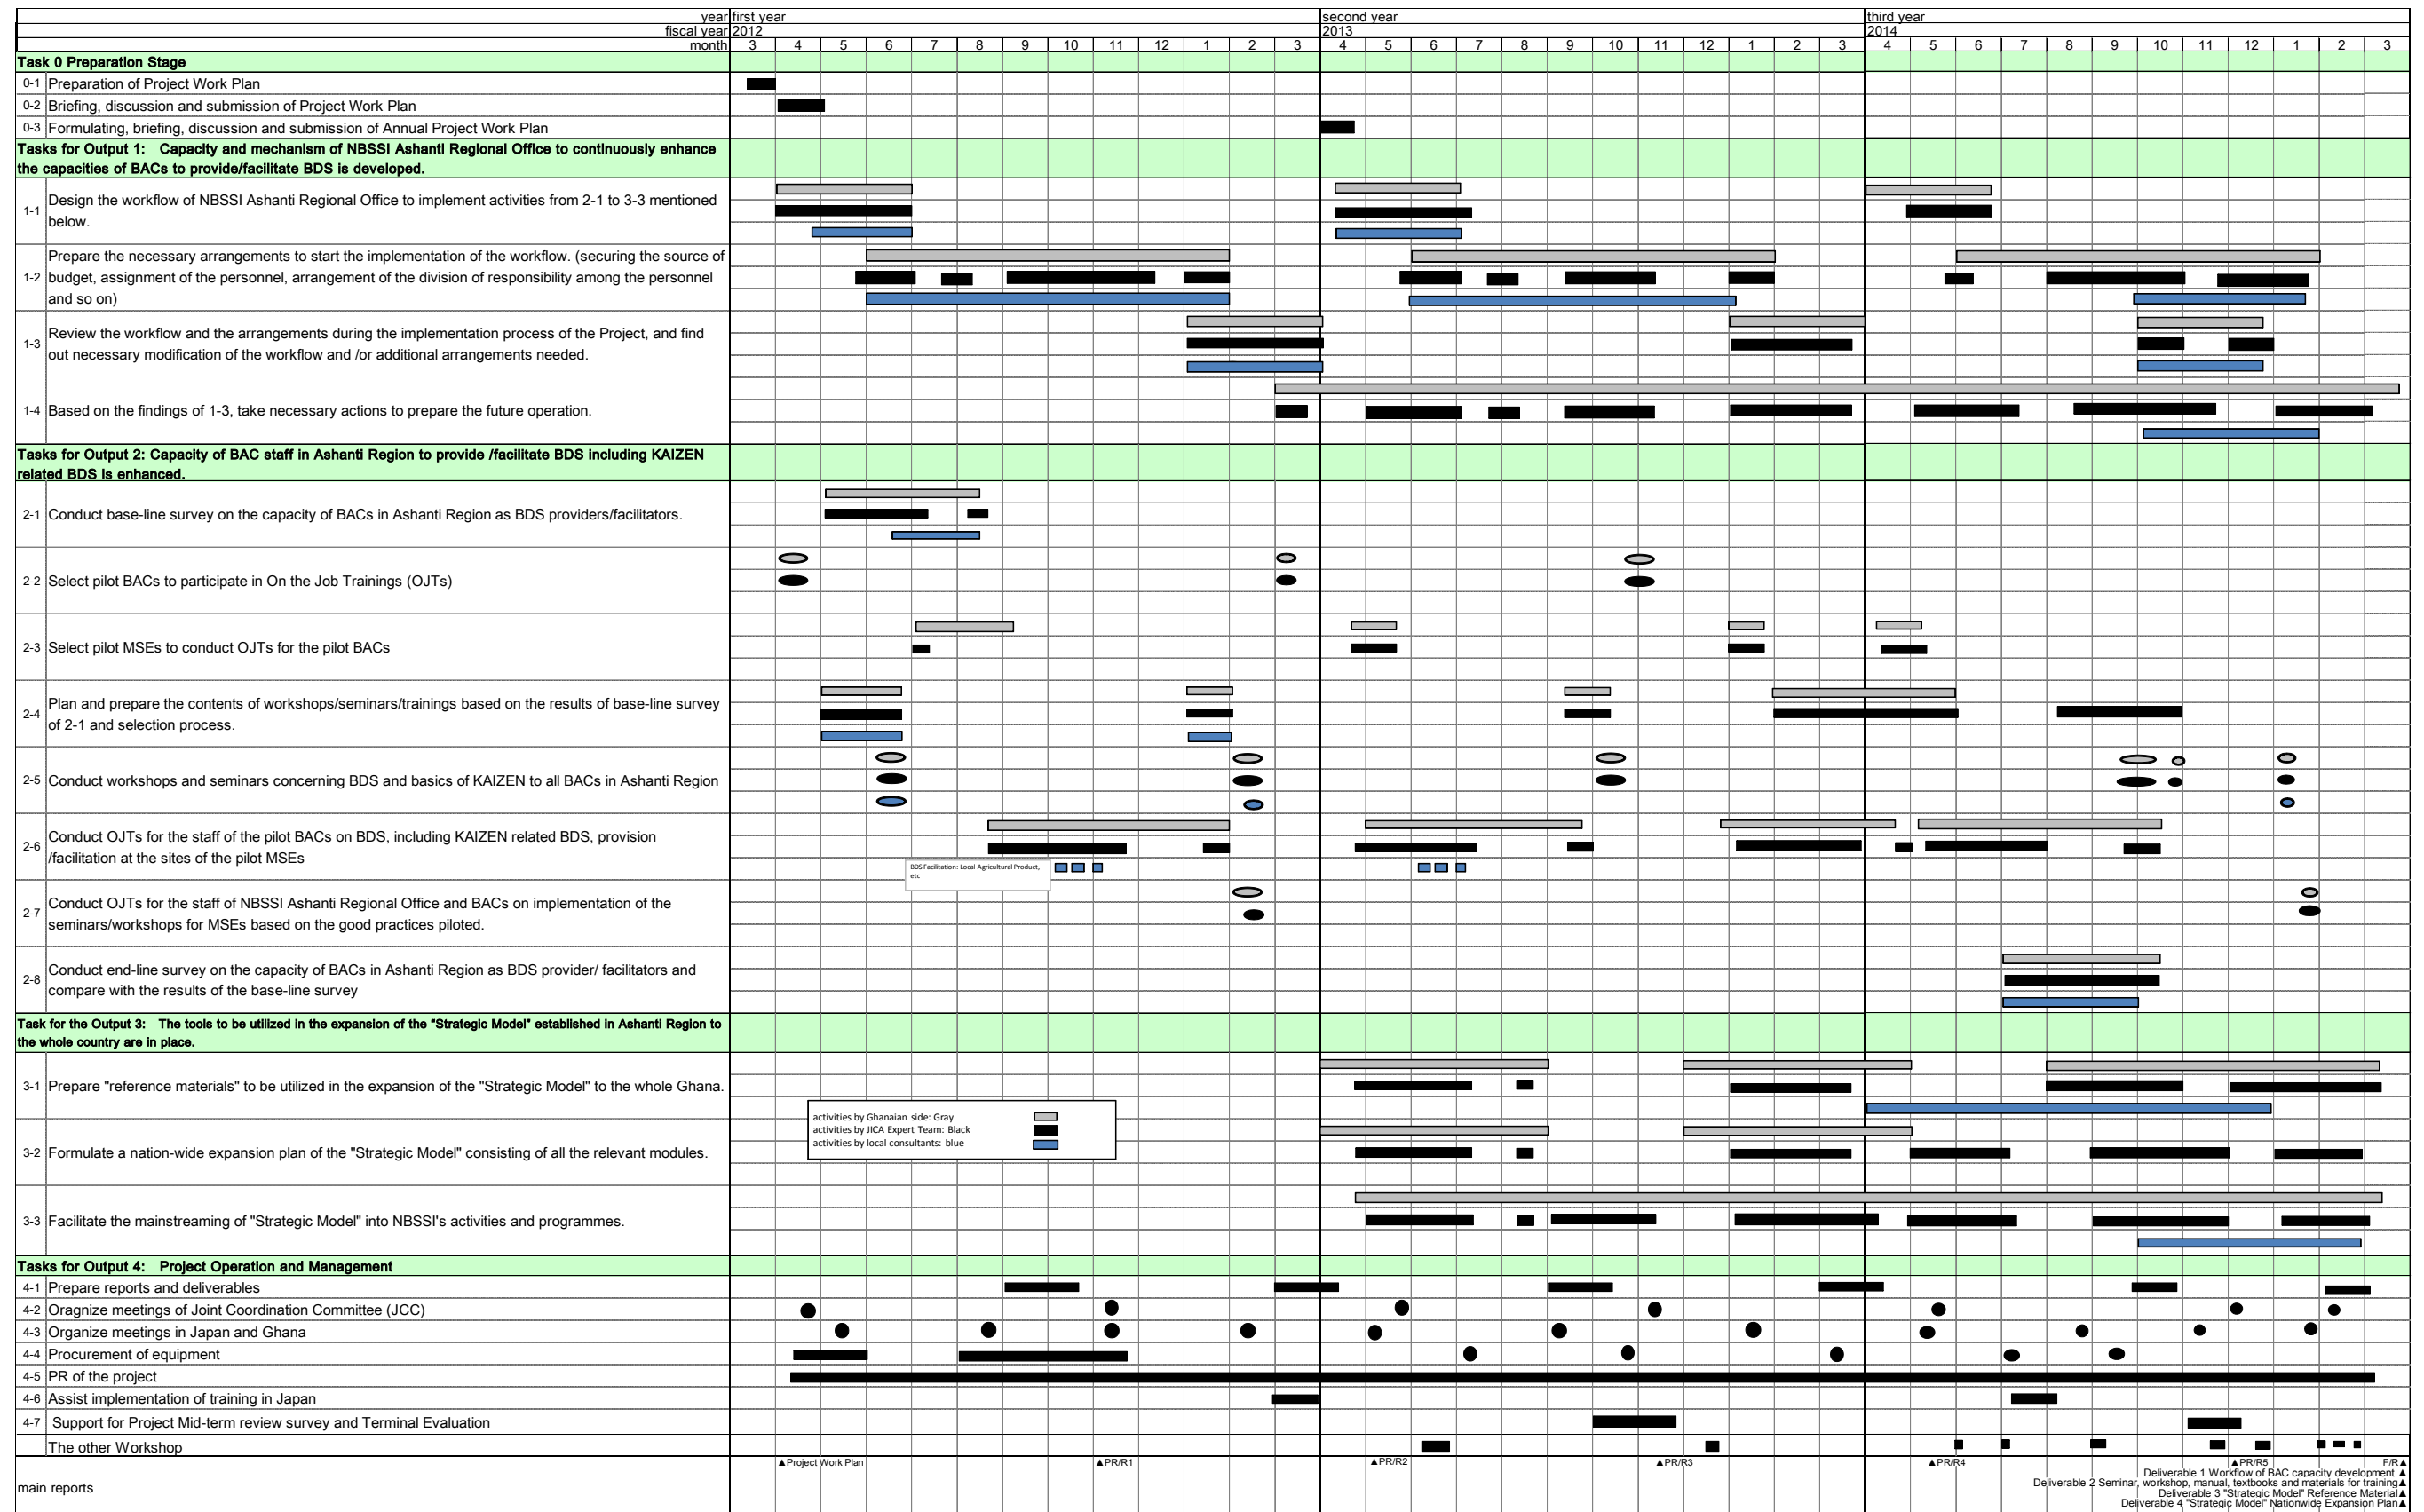 year first year second year third year
fiscal year 2012 2013 2014
month 3 4 5 6 7 8 9 10 11 12 1 2 3 4 5 6 7 8 9 10 11 12 1 2 3 4 5 6 7 8 9 10 11 12 1 2 3
Task 0 Preparation Stage
0-1 Preparation of Project Work Plan
0-2 Briefing, discussion and submission of Project Work Plan
0-3 Formulating, briefing, discussion and submission of Annual Project Work Plan
Tasks for Output 1: Capacity and mechanism of NBSSI Ashanti Regional Office to continuously enhance
the capacities of BACs to provide/facilitate BDS is developed.
1-1 Design the workflow of NBSSI Ashanti Regional Office to implement activities from 2-1 to 3-3 mentioned
below.
1-2 Prepare the necessary arrangements to start the implementation of the workflow. (securing the source of
budget, assignment of the personnel, arrangement of the division of responsibility among the personnel
and so on)
1-3 Review the workflow and the arrangements during the implementation process of the Project, and find
out necessary modification of the workflow and /or additional arrangements needed.
1-4 Based on the findings of 1-3, take necessary actions to prepare the future operation.
Tasks for Output 2: Capacity of BAC staff in Ashanti Region to provide /facilitate BDS including KAIZEN
related BDS is enhanced.
2-1 Conduct base-line survey on the capacity of BACs in Ashanti Region as BDS providers/facilitators.
2-2 Select pilot BACs to participate in On the Job Trainings (OJTs)
2-3 Select pilot MSEs to conduct OJTs for the pilot BACs
2-4 Plan and prepare the contents of workshops/seminars/trainings based on the results of base-line survey
of 2-1 and selection process.
2-5 Conduct workshops and seminars concerning BDS and basics of KAIZEN to all BACs in Ashanti Region
2-6 Conduct OJTs for the staff of the pilot BACs on BDS, including KAIZEN related BDS, provision
/facilitation at the sites of the pilot MSEs
BDS Facilitation: Local Agricultural Product,
etc
2-7 Conduct OJTs for the staff of NBSSI Ashanti Regional Office and BACs on implementation of the
seminars/workshops for MSEs based on the good practices piloted.
2-8 Conduct end-line survey on the capacity of BACs in Ashanti Region as BDS provider/ facilitators and
compare with the results of the base-line survey
Task for the Output 3: The tools to be utilized in the expansion of the "Strategic Model" established in Ashanti Region to
the whole country are in place.
3-1 Prepare "reference materials" to be utilized in the expansion of the "Strategic Model" to the whole Ghana.
activities by Ghanaian side: Gray
activities by JICA Expert Team: Black
activities by local consultants: blue
3-2 Formulate a nation-wide expansion plan of the "Strategic Model" consisting of all the relevant modules.
3-3 Facilitate the mainstreaming of "Strategic Model" into NBSSI's activities and programmes.
Tasks for Output 4: Project Operation and Management
4-1 Prepare reports and deliverables
4-2 Oragnize meetings of Joint Coordination Committee (JCC)
4-3 Organize meetings in Japan and Ghana
4-4 Procurement of equipment
4-5 PR of the project
4-6 Assist implementation of training in Japan
4-7 Support for Project Mid-term review survey and Terminal Evaluation
The other Workshop
▲Project Work Plan ▲PR/R1 ▲PR/R2 ▲PR/R3 ▲PR/R4 ▲PR/R5 F/R▲
main reports
Deliverable 1 Workflow of BAC capacity development ▲
Deliverable 2 Seminar, workshop, manual, textbooks and materials for training▲
Deliverable 3 "Strategic Model" Reference Material▲
Deliverable 4 "Strategic Model" Nationwide Expansion Plan▲